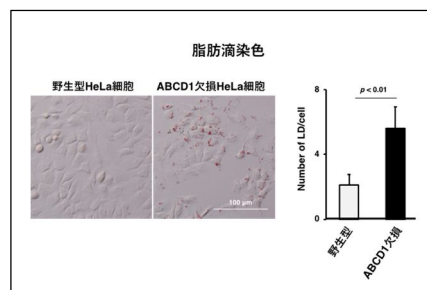 脂肪滴染色
野生型HeLa細胞
ABCD1欠損HeLa細胞
100 μm
Number of LD/cell
8
4
0
p < 0.01
野生型
ABCD1欠損